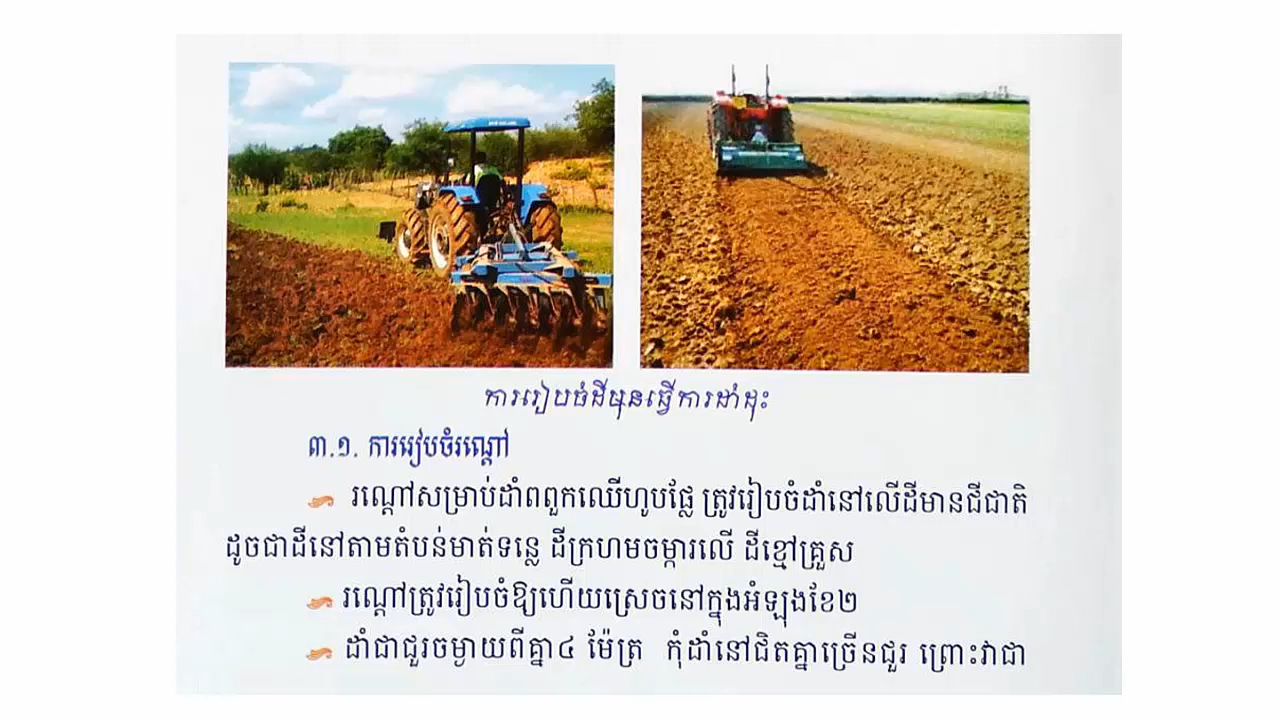 ការរៀបចំដីមុនធ្វើការដាំដុះ
៣.១. ការរៀបចំរណ្តៅ
រណ្តៅសម្រាប់ដាំពពួកឈើហូបផ្លែ ត្រូវរៀបចំដាំនៅលើដីមានជីជាតិ
ដូចជាដីនៅតាមតំបន់មាត់ទន្លេ ដីក្រហមចម្ការលើ ដីខ្មៅគ្រួស
រណ្តៅត្រូវរៀបចំឱ្យហើយស្រេចនៅក្នុងអំឡុងខែ២
ដាំជាជួរចម្ងាយពីគ្នា៤ ម៉ែត្រ កុំដាំនៅជិតគ្នាច្រើនជួរ ព្រោះវាជា